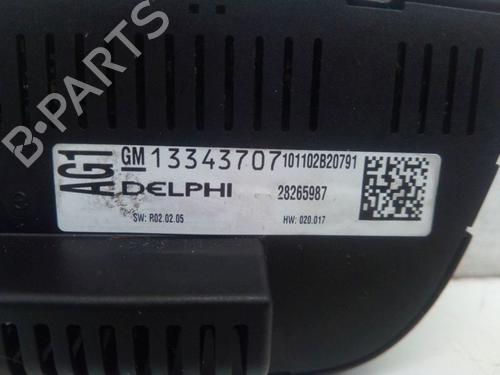 B-PARTS
AG1
GM 13343707 101102B20791
DELPHI 28265987
SW: R02.02.05 HW: 020.017